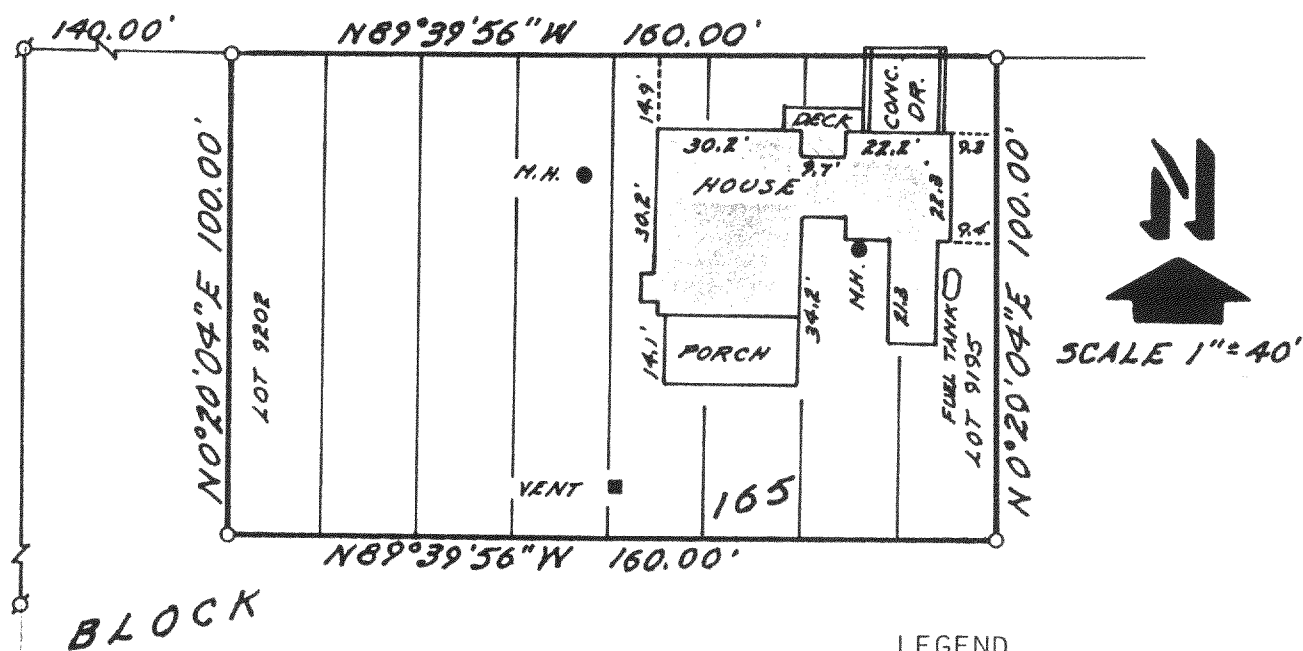 140.00'
N89°39'56"W 160.00'
14.9'
DECK
CONC. DR.
30.2'
9.7'
22.2'
9.8
M.H.
HOUSE
22.3'
30.2'
9.4
N0°20'04"E 100.00'
N0°20'04"E 100.00'
N
LOT 9202
14.1'
PORCH
34.2'
M.H.
21.3
FUEL TANK
LOT 9195
SCALE 1"=40'
VENT
165
N89°39'56"W 160.00'
BLOCK
LEGEND